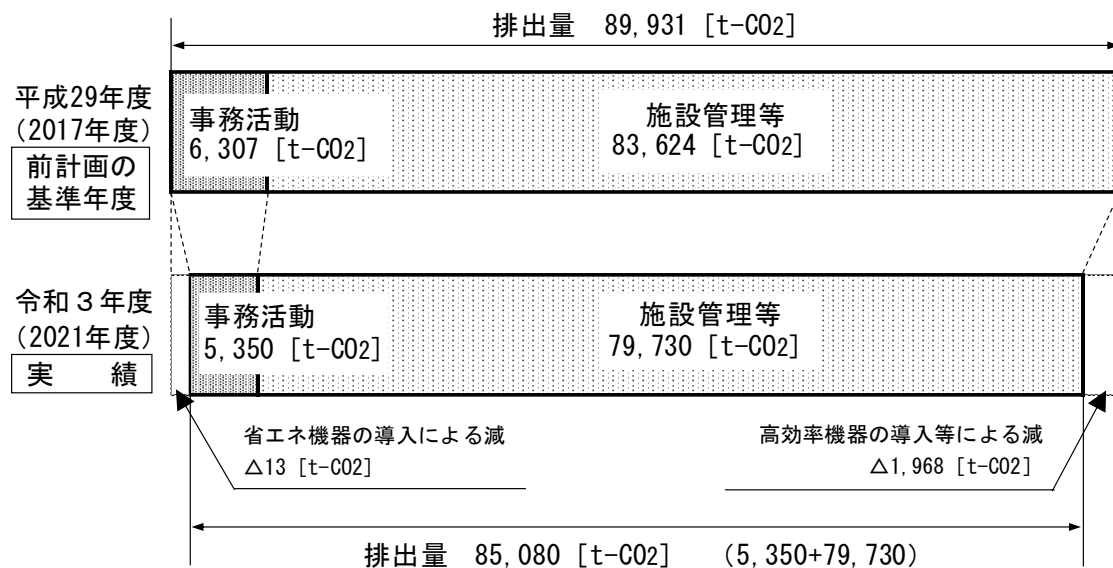 排出量　89,931 [t-CO2]
平成29年度
(2017年度)
前計画の
基準年度
事務活動
6,307 [t-CO2]
施設管理等
83,624 [t-CO2]
令和３年度
(2021年度)
実　　績
事務活動
5,350 [t-CO2]
施設管理等
79,730 [t-CO2]
省エネ機器の導入による減
△13 [t-CO2]
高効率機器の導入等による減
△1,968 [t-CO2]
排出量　85,080 [t-CO2]　　(5,350+79,730)